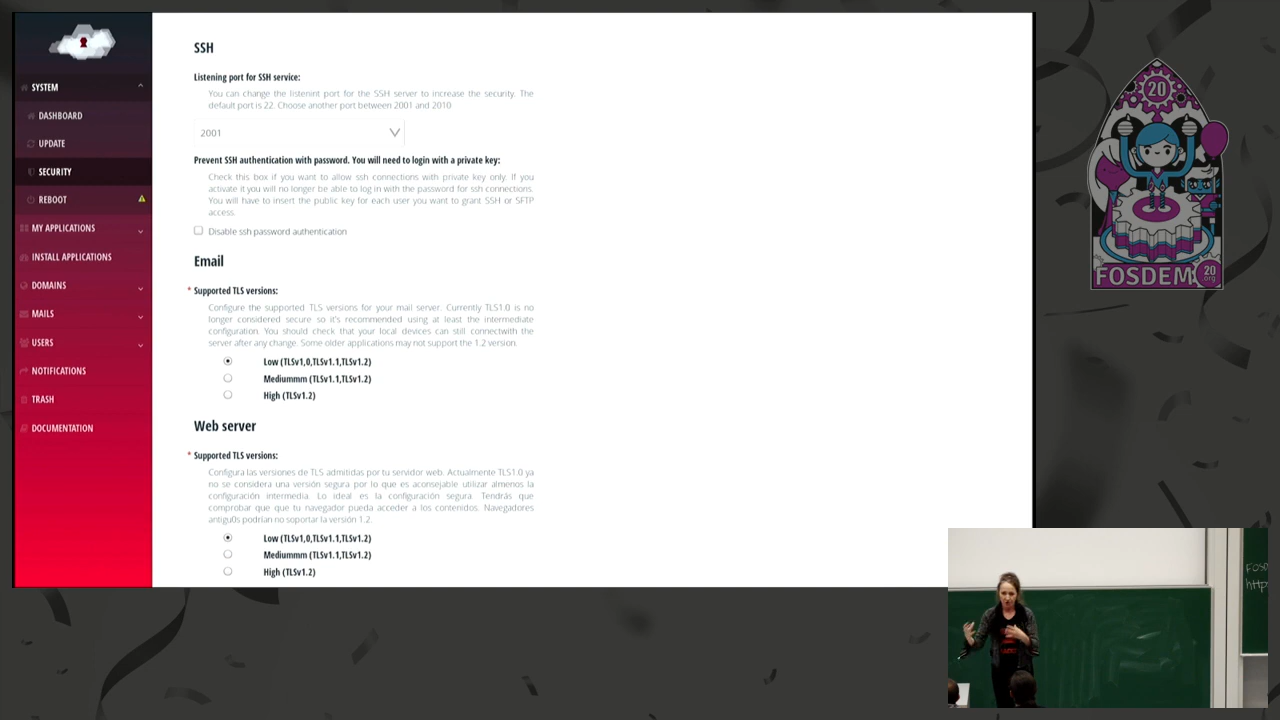 SYSTEM
DASHBOARD
UPDATE
SECURITY
REBOOT
MY APPLICATIONS
INSTALL APPLICATIONS
DOMAINS
MAILS
USERS
NOTIFICATIONS
TRASH
DOCUMENTATION
SSH
Listening port for SSH service:
You can change the listenint port for the SSH server to increase the security. The
default port is 22. Choose another port between 2001 and 2010
2001
Prevent SSH authentication with password. You will need to login with a private key:
Check this box if you want to allow ssh connections with private key only. If you
activate it you will no longer be able to log in with the password for ssh connections.
You will have to insert the public key for each user you want to grant SSH or SFTP
access.
Disable ssh password authentication
Email
* Supported TLS versions:
Configure the supported TLS versions for your mail server. Currently TLS1.0 is no
longer considered secure so it's recommended using at least the intermediate
configuration. You should check that your local devices can still connectwith the
server after any change. Some older applications may not support the 1.2 version.
Low (TLSv1,0,TLSv1.1,TLSv1.2)
Mediummm (TLSv1.1,TLSv1.2)
High (TLSv1.2)
Web server
* Supported TLS versions:
Configura las versiones de TLS admitidas por tu servidor web. Actualmente TLS1.0 ya
no se considera una versión segura por lo que es aconsejable utilizar almenos la
configuración intermedia. Lo ideal es la configuración segura. Tendrás que
comprobar que que tu navegador pueda acceder a los contenidos. Navegadores
antigu0s podrían no soportar la versión 1.2.
Low (TLSv1,0,TLSv1.1,TLSv1.2)
Mediummm (TLSv1.1,TLSv1.2)
High (TLSv1.2)
20
FOSDEM 20
.org